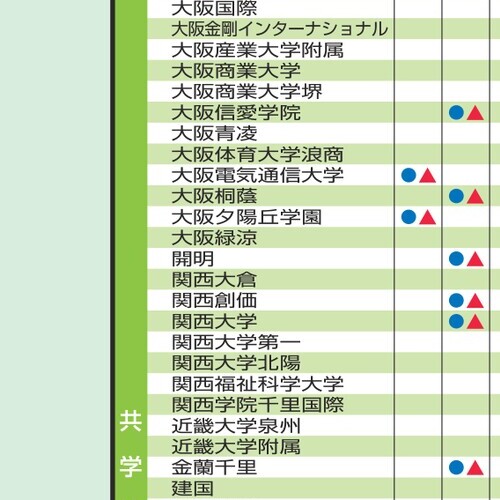 大阪国際
大阪金剛インターナショナル
大阪産業大学附属
大阪商業大学
大阪商業大学堺
大阪信愛学院 ●▲
大阪青凌
大阪体育大学浪商
大阪電気通信大学 ●▲
大阪桐蔭 ●▲
大阪夕陽丘学園 ●▲
大阪緑涼
開明 ●▲
関西大倉
関西創価 ●▲
関西大学 ●▲
関西大学第一
関西大学北陽
関西福祉科学大学
関西学院千里国際
近畿大学泉州
近畿大学附属
金蘭千里 ●▲
建国
共学